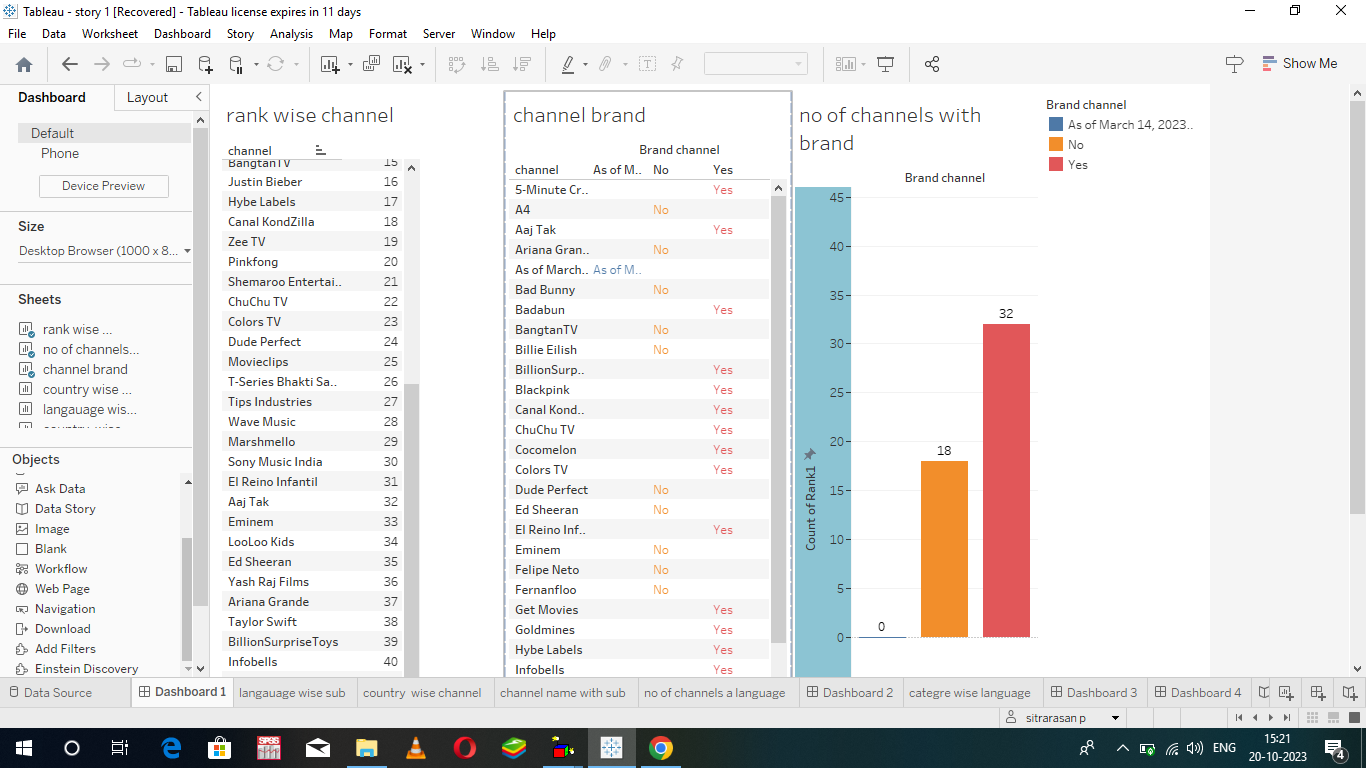 Tableau - story 1 [Recovered] - Tableau license expires in 11 days
File Data Worksheet Dashboard Story Analysis Map Format Server Window Help
Show Me
Dashboard Layout
Default
Phone
Device Preview
Size
Desktop Browser (1000 x 8...
Sheets
rank wise ...
no of channels...
channel brand
country wise ...
langauage wis...
Objects
Ask Data
Data Story
Image
Blank
Workflow
Web Page
Navigation
Download
Add Filters
Einstein Discovery
rank wise channel
channel
BangtanTV 15
Justin Bieber 16
Hybe Labels 17
Canal KondZilla 18
Zee TV 19
Pinkfong 20
Shemaroo Entertai.. 21
ChuChu TV 22
Colors TV 23
Dude Perfect 24
Movieclips 25
T-Series Bhakti Sa.. 26
Tips Industries 27
Wave Music 28
Marshmello 29
Sony Music India 30
El Reino Infantil 31
Aaj Tak 32
Eminem 33
LooLoo Kids 34
Ed Sheeran 35
Yash Raj Films 36
Ariana Grande 37
Taylor Swift 38
BillionSurpriseToys 39
Infobells 40
channel brand
Brand channel
channel As of M.. No Yes
5-Minute Cr.. Yes
A4 No
Aaj Tak Yes
Ariana Gran.. No
As of March.. As of M..
Bad Bunny No
Badabun Yes
BangtanTV No
Billie Eilish No
BillionSurp.. Yes
Blackpink Yes
Canal Kond.. Yes
ChuChu TV Yes
Cocomelon Yes
Colors TV Yes
Dude Perfect No
Ed Sheeran No
El Reino Inf.. Yes
Eminem No
Felipe Neto No
Fernanfloo No
Get Movies Yes
Goldmines Yes
Hybe Labels Yes
Infobells Yes
no of channels with
brand
Brand channel
45
40
35
30
25
20
15
10
5
0
Count of Rank1
0
18
32
Brand channel
As of March 14, 2023..
No
Yes
Data Source Dashboard 1 langauage wise sub country wise channel channel name with sub no of channels a language Dashboard 2 categre wise language Dashboard 3 Dashboard 4
sitrarasan p
SPSS
ENG
15:21
20-10-2023
4